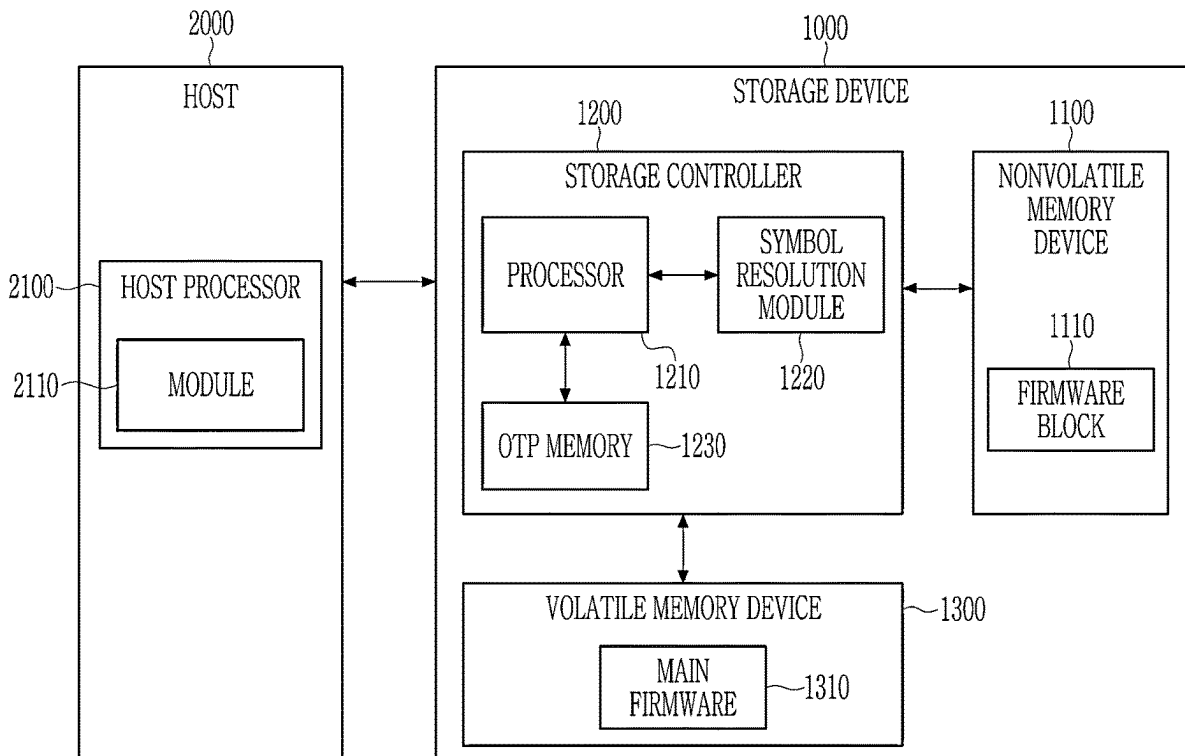 2000
HOST
2100
HOST PROCESSOR
2110
MODULE
1000
STORAGE DEVICE
1200
STORAGE CONTROLLER
PROCESSOR
1210
SYMBOL
RESOLUTION
MODULE
1220
OTP MEMORY
1230
1100
NONVOLATILE
MEMORY
DEVICE
1110
FIRMWARE
BLOCK
VOLATILE MEMORY DEVICE
1300
MAIN
FIRMWARE
1310